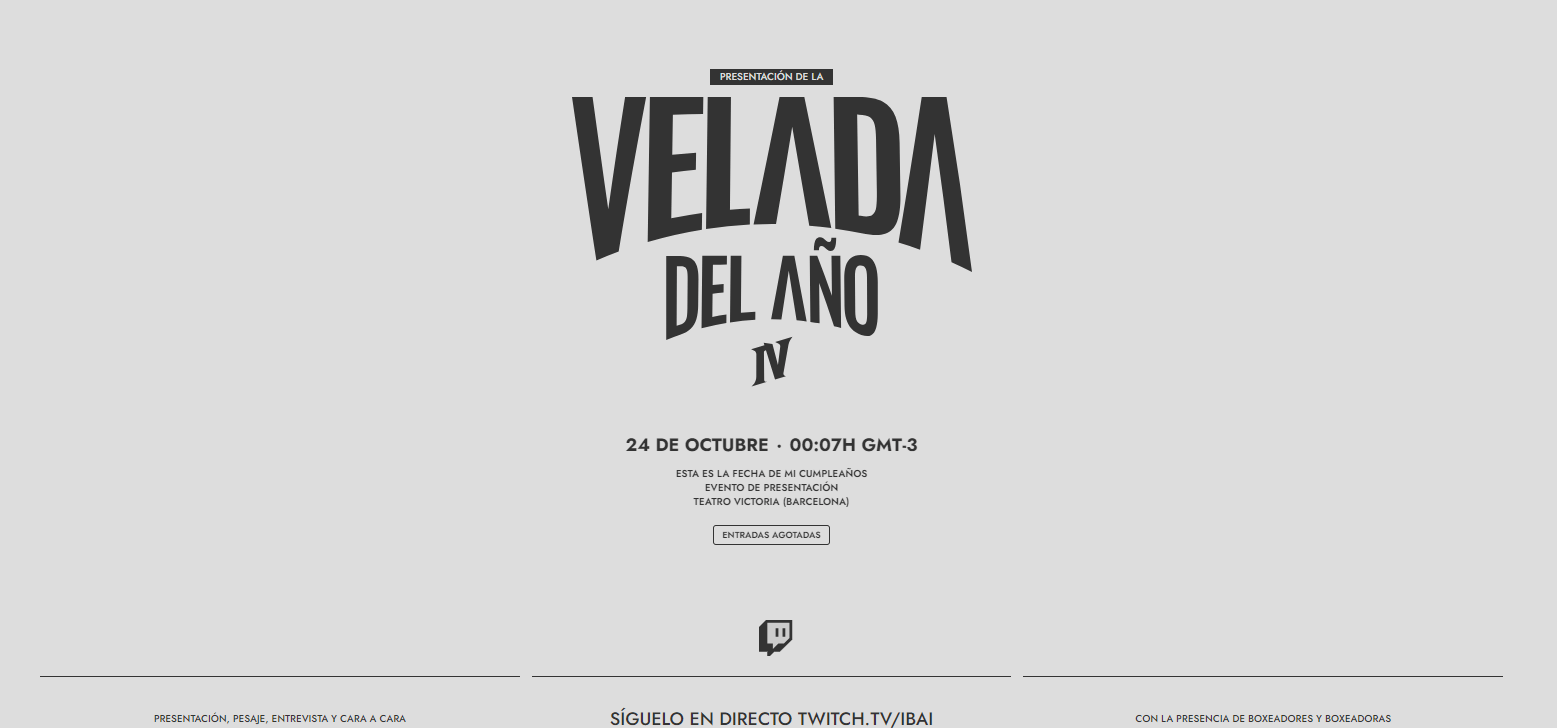 PRESENTACIÓN DE LA
VELADA
DEL AÑO
IV
24 DE OCTUBRE · 00:07H GMT-3
ESTA ES LA FECHA DE MI CUMPLEAÑOS
EVENTO DE PRESENTACIÓN
TEATRO VICTORIA (BARCELONA)
ENTRADAS AGOTADAS
PRESENTACIÓN, PESAJE, ENTREVISTA Y CARA A CARA
SÍGUELO EN DIRECTO TWITCH.TV/IBAI
CON LA PRESENCIA DE BOXEADORES Y BOXEADORAS